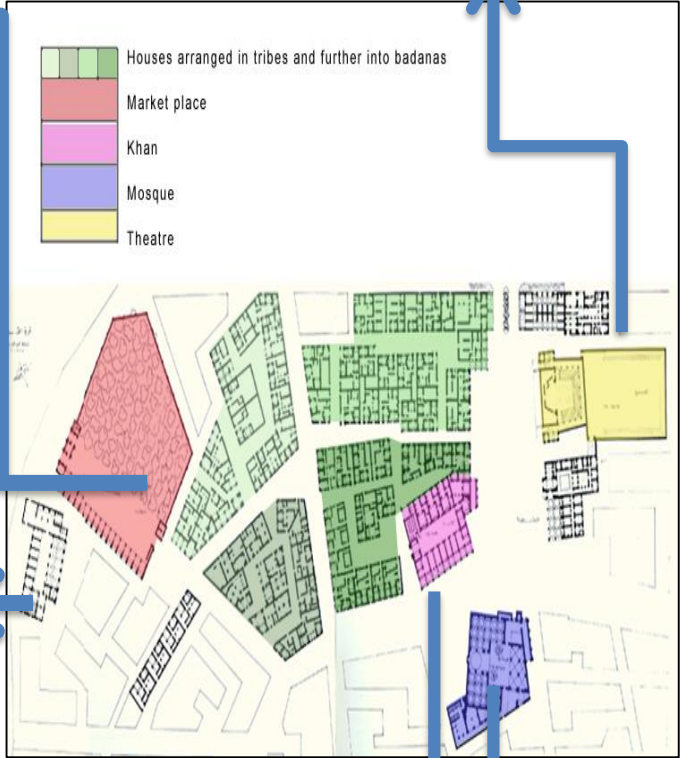 Houses arranged in tribes and further into badanas
Market place
Khan
Mosque
Theatre